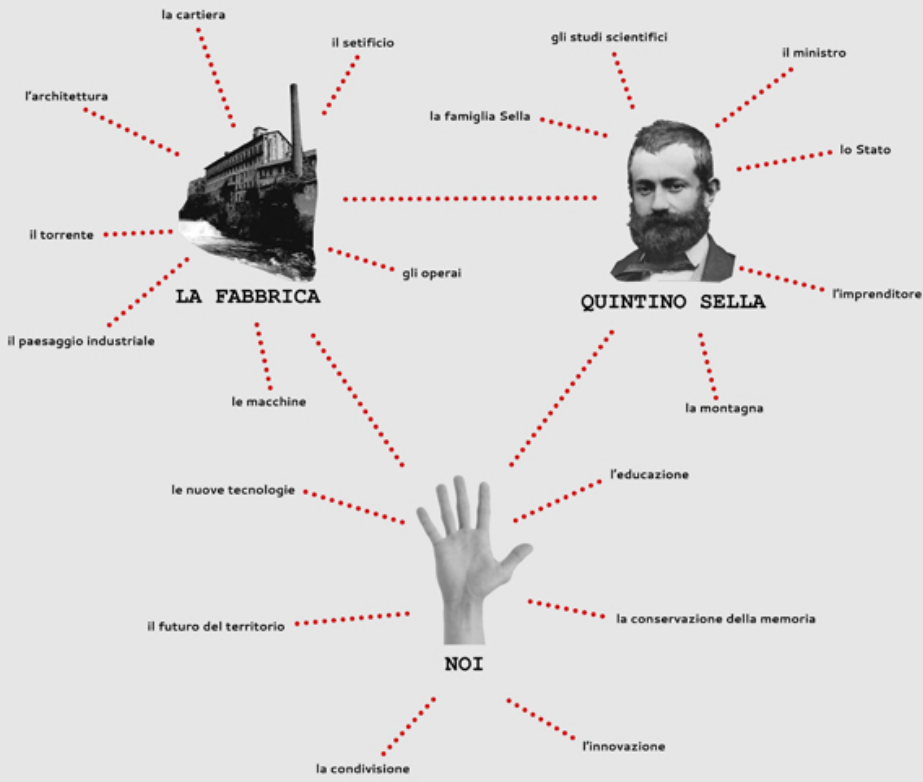 la cartiera
il setificio
l'architettura
il torrente
gli operai
LA FABBRICA
il paesaggio industriale
le macchine
gli studi scientifici
il ministro
la famiglia Sella
lo Stato
QUINTINO SELLA
l'imprenditore
la montagna
le nuove tecnologie
l'educazione
il futuro del territorio
la conservazione della memoria
NOI
la condivisione
l'innovazione